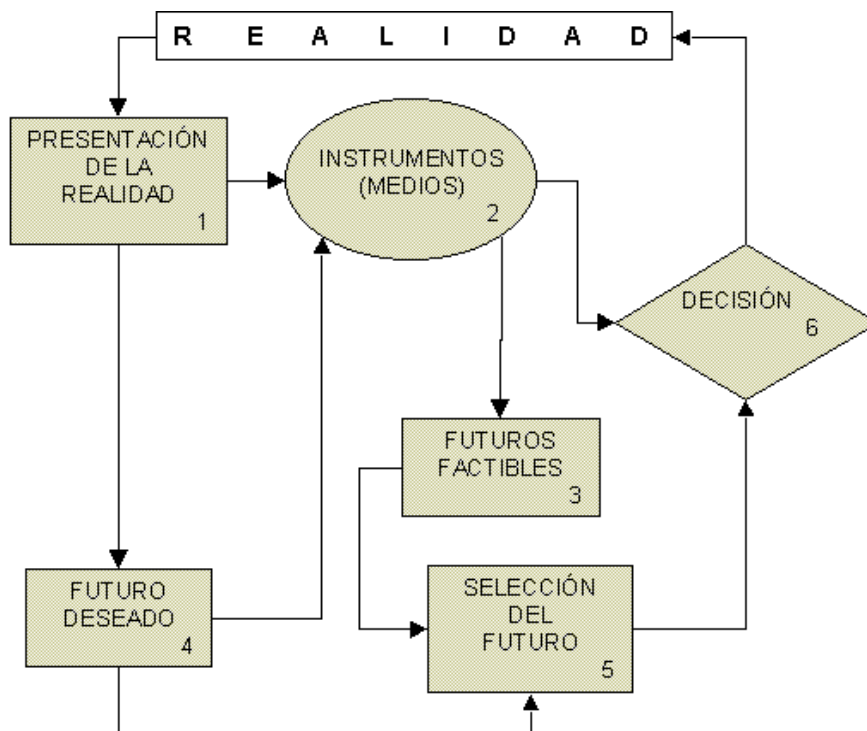 R E A L I D A D
PRESENTACIÓN
DE LA
REALIDAD
1
INSTRUMENTOS
(MEDIOS)
2
DECISIÓN
6
FUTUROS
FACTIBLES
3
FUTURO
DESEADO
4
SELECCIÓN
DEL
FUTURO
5